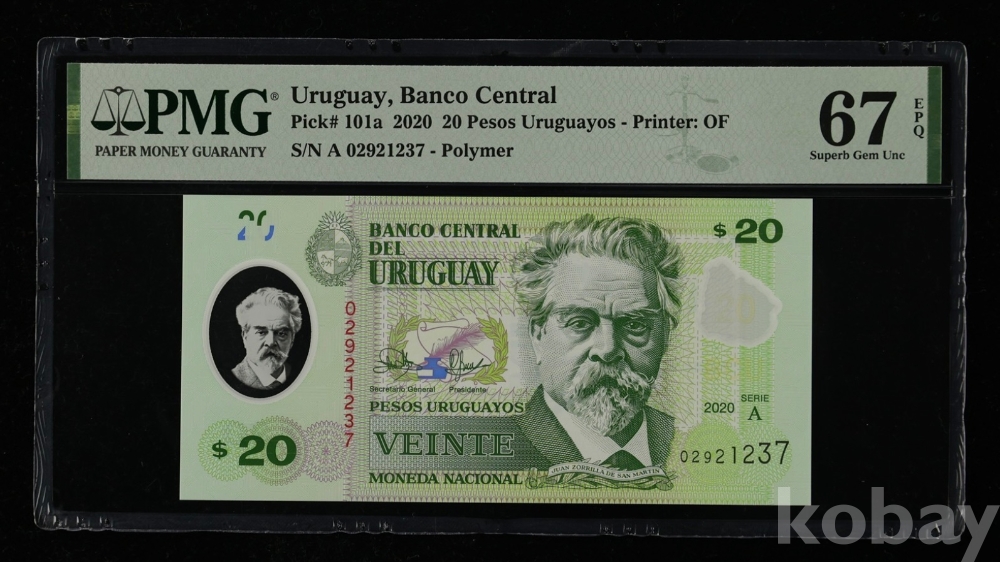 PMG®
PAPER MONEY GUARANTY
Uruguay, Banco Central
Pick# 101a 2020 20 Pesos Uruguayos - Printer: OF
S/N A 02921237 - Polymer
67 EPQ
Superb Gem Unc
20
BANCO CENTRAL
DEL
URUGUAY
$ 20
02921237
Secretario General Presidente
PESOS URUGUAYOS
2020 SERIE A
VEINTE
$ 20
02921237
JUAN ZORRILLA DE SAN MARTIN
MONEDA NACIONAL
kobay